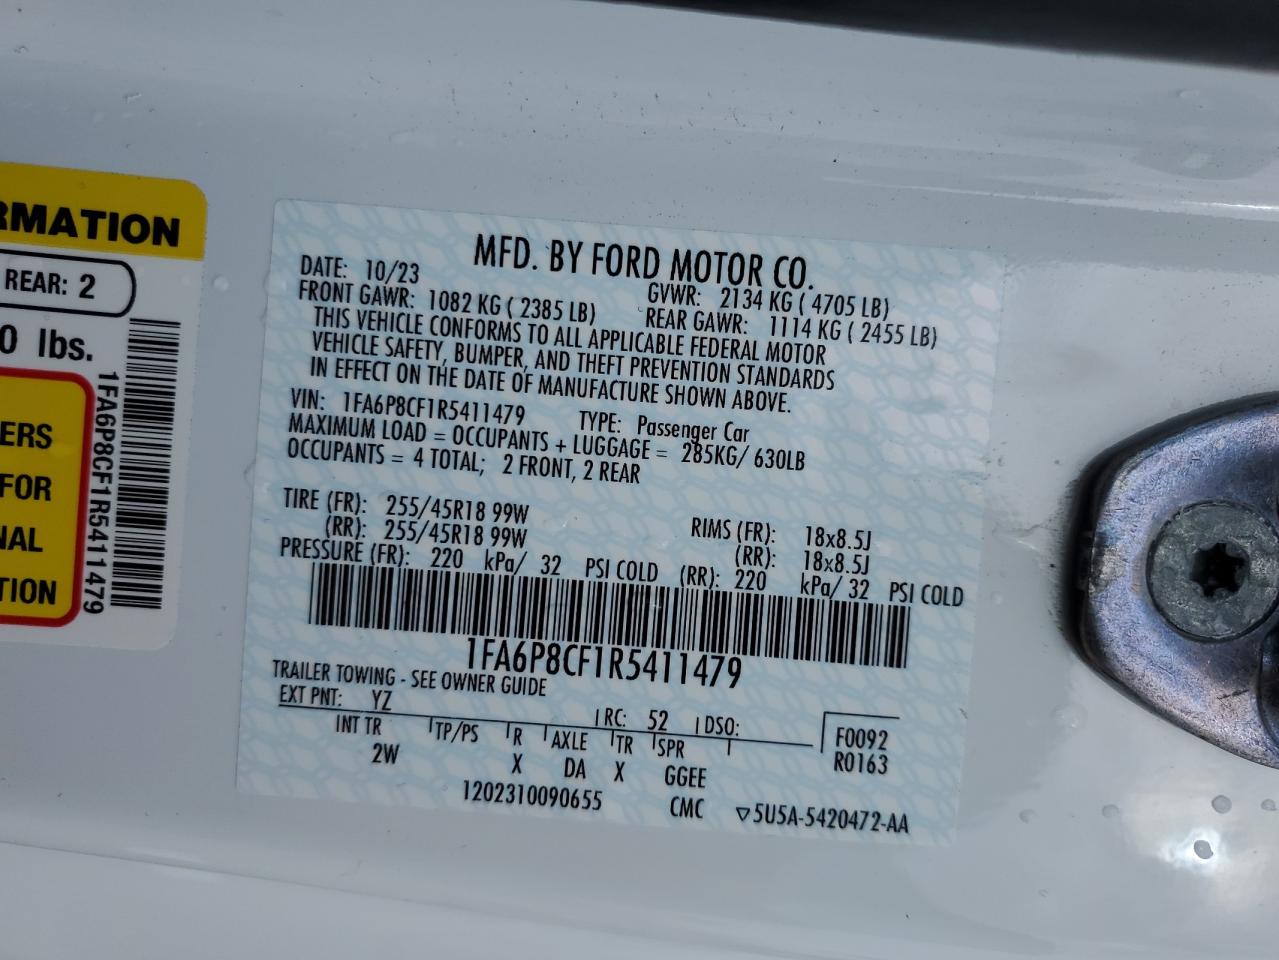 RMATION
REAR: 2
0 lbs.
ERS
FOR
NAL
TION
1FA6P8CF1R5411479
MFD. BY FORD MOTOR CO.
DATE: 10/23 GVWR: 2134 KG ( 4705 LB)
FRONT GAWR: 1082 KG ( 2385 LB) REAR GAWR: 1114 KG ( 2455 LB)
THIS VEHICLE CONFORMS TO ALL APPLICABLE FEDERAL MOTOR
VEHICLE SAFETY, BUMPER, AND THEFT PREVENTION STANDARDS
IN EFFECT ON THE DATE OF MANUFACTURE SHOWN ABOVE.
VIN: 1FA6P8CF1R5411479 TYPE: Passenger Car
MAXIMUM LOAD = OCCUPANTS + LUGGAGE = 285KG/ 630LB
OCCUPANTS = 4 TOTAL; 2 FRONT, 2 REAR
TIRE (FR): 255/45R18 99W RIMS (FR): 18x8.5J
(RR): 255/45R18 99W (RR): 18x8.5J
PRESSURE (FR): 220 kPa/ 32 PSI COLD (RR): 220 kPa/ 32 PSI COLD
1FA6P8CF1R5411479
TRAILER TOWING - SEE OWNER GUIDE
EXT PNT: YZ RC: 52 DSO: F0092
INT TR TP/PS R AXLE TR SPR R0163
2W X DA X GGEE
1202310090655 CMC ▽5U5A-5420472-AA